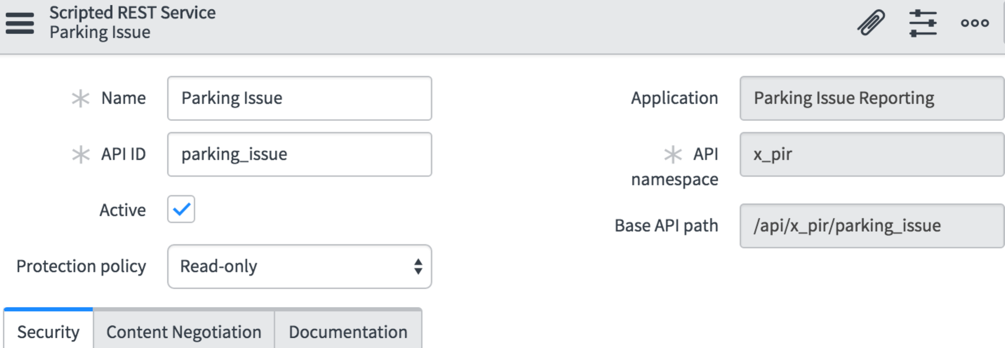 Scripted REST Service
Parking Issue
Name
Parking Issue
API ID
parking_issue
Active
Protection policy
Read-only
Application
Parking Issue Reporting
API
namespace
x_pir
Base API path
/api/x_pir/parking_issue
Security
Content Negotiation
Documentation